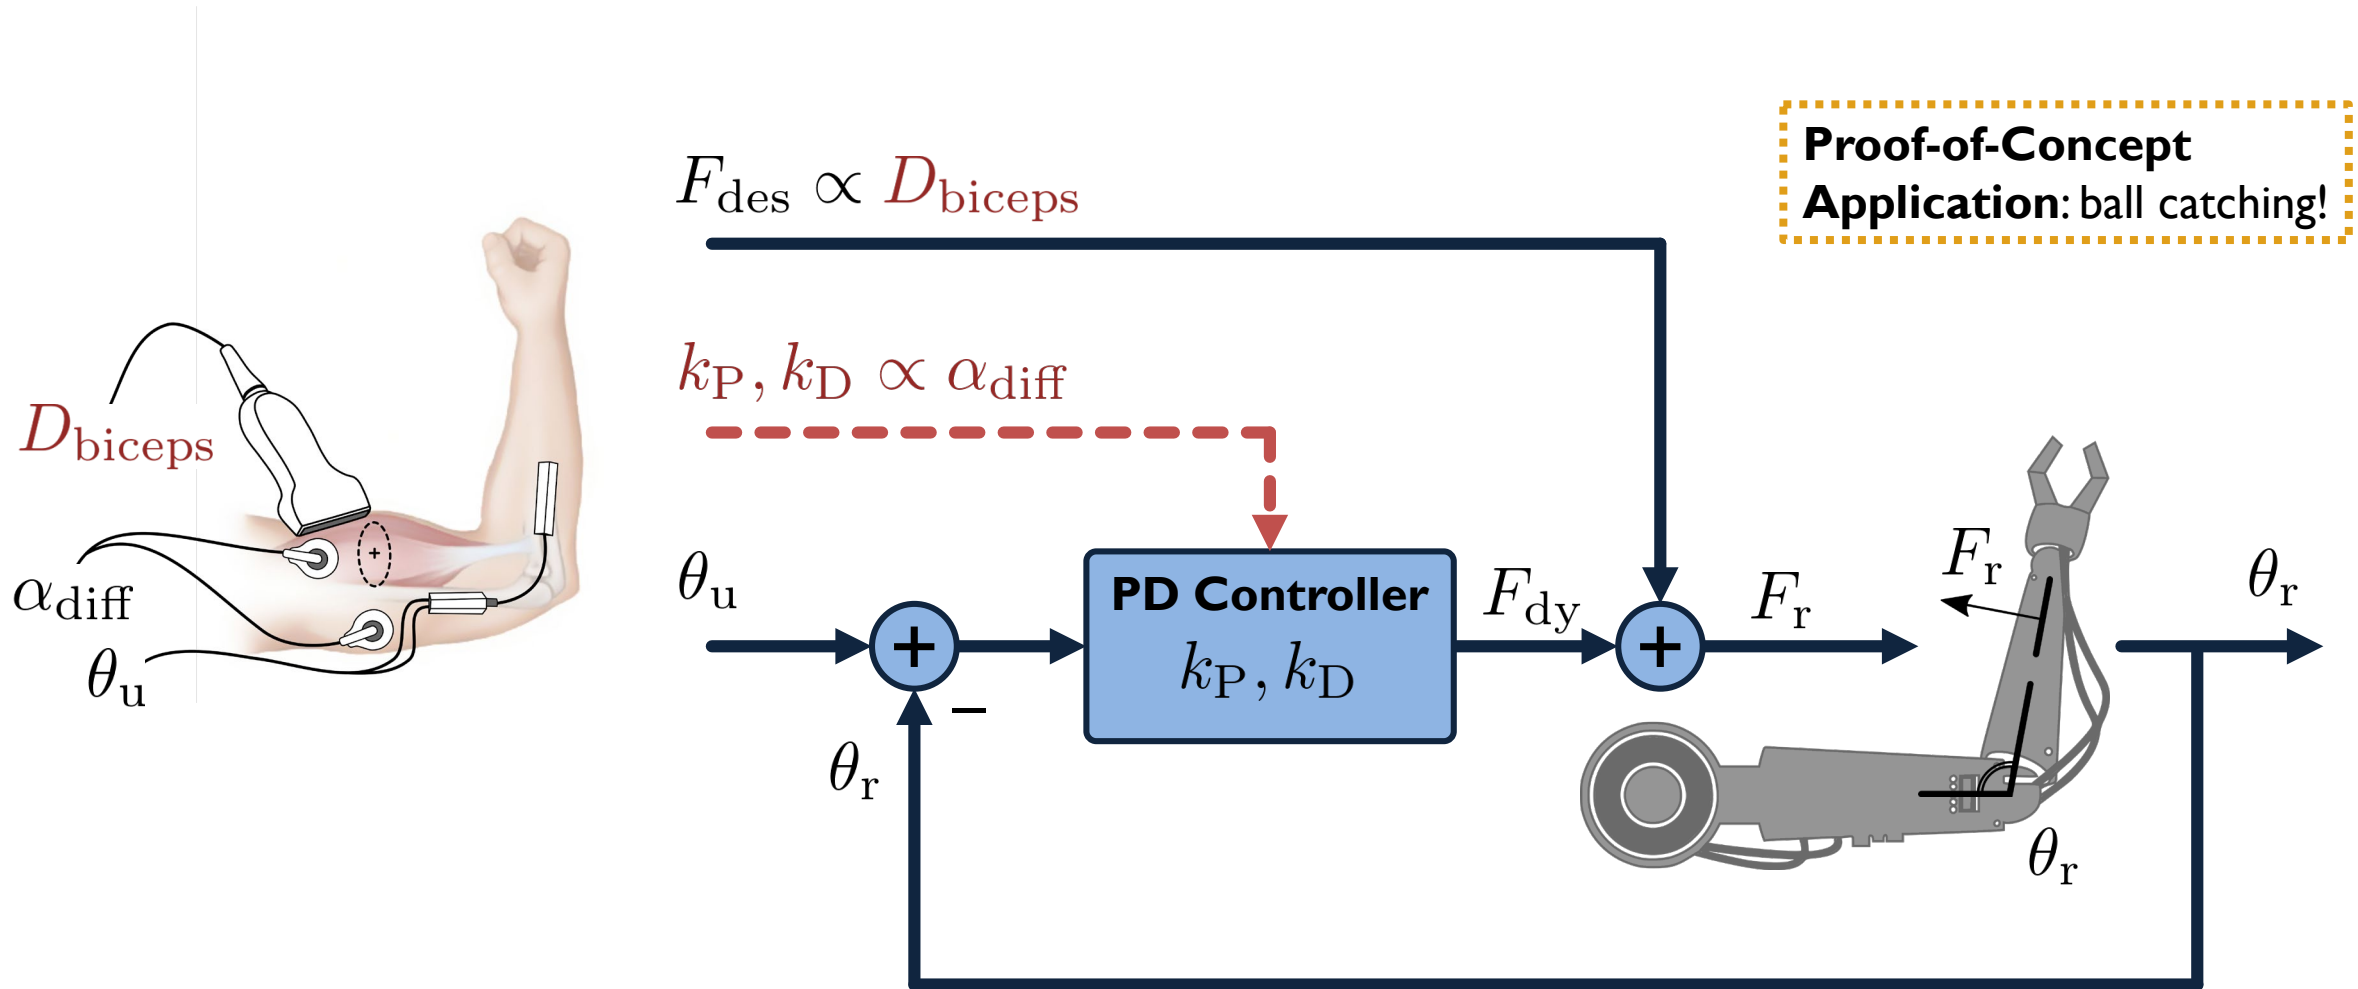 Proof-of-Concept
Application: ball catching!
F_des ∝ D_biceps
k_P, k_D ∝ α_diff
D_biceps
α_diff
θ_u
θ_u
+
−
θ_r
PD Controller
k_P, k_D
F_dy
+
F_r
F_r
θ_r
θ_r